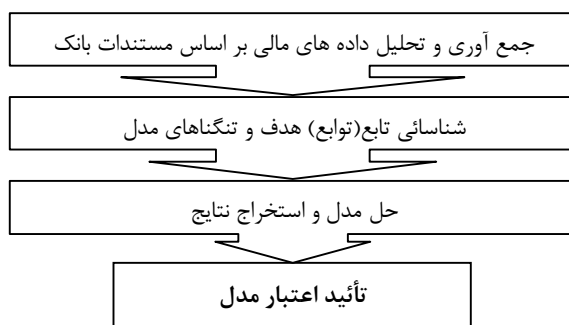 جمع آوری و تحلیل داده های مالی بر اساس مستندات بانک
شناسائی تابع(توابع) هدف و تنگناهای مدل
حل مدل و استخراج نتایج
تأئید اعتبار مدل